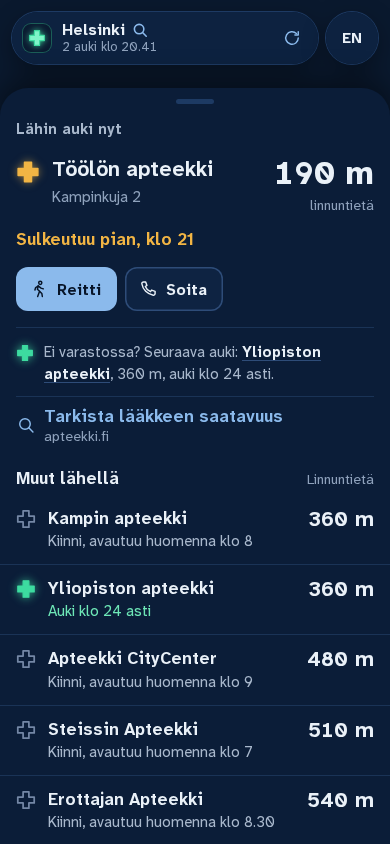 Helsinki
2 auki klo 20.41
EN
Lähin auki nyt
Töölön apteekki
190 m
Kampinkuja 2
linnuntietä
Sulkeutuu pian, klo 21
Reitti
Soita
Ei varastossa? Seuraava auki: Yliopiston
apteekki, 360 m, auki klo 24 asti.
Tarkista lääkkeen saatavuus
apteekki.fi
Muut lähellä
Linnuntietä
Kampin apteekki
360 m
Kiinni, avautuu huomenna klo 8
Yliopiston apteekki
360 m
Auki klo 24 asti
Apteekki CityCenter
480 m
Kiinni, avautuu huomenna klo 9
Steissin Apteekki
510 m
Kiinni, avautuu huomenna klo 7
Erottajan Apteekki
540 m
Kiinni, avautuu huomenna klo 8.30